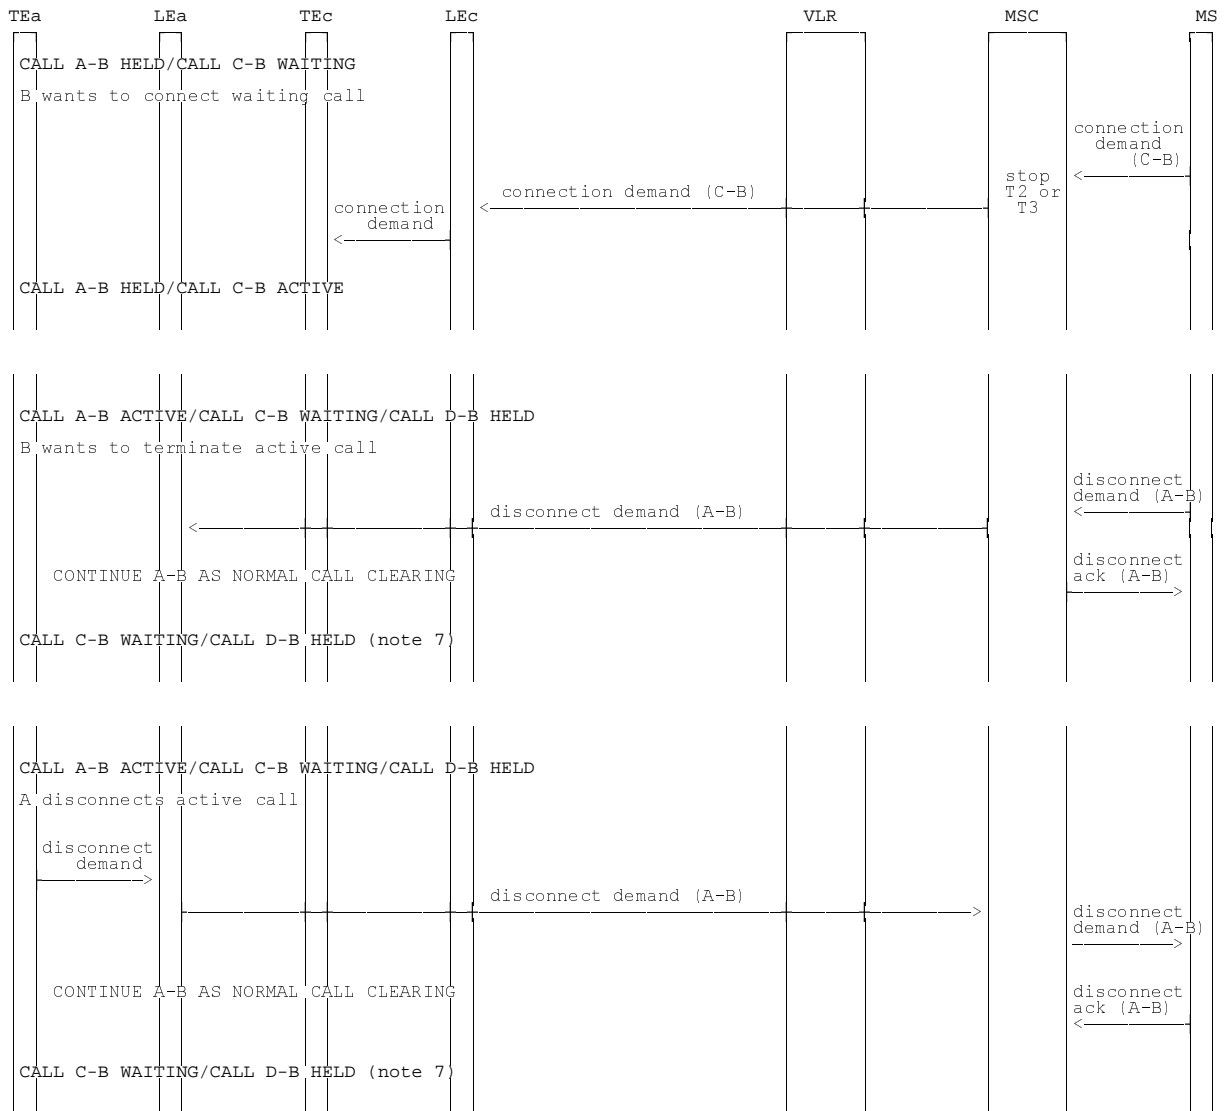 TEa LEa TEc LEc VLR MSC MS
CALL A-B HELD/CALL C-B WAITING
B wants to connect waiting call
connection
demand
(C-B)
stop
T2 or
T3
connection demand (C-B)
connection
demand
CALL A-B HELD/CALL C-B ACTIVE
CALL A-B ACTIVE/CALL C-B WAITING/CALL D-B HELD
B wants to terminate active call
disconnect
demand (A-B)
disconnect demand (A-B)
disconnect
ack (A-B)
CONTINUE A-B AS NORMAL CALL CLEARING
CALL C-B WAITING/CALL D-B HELD (note 7)
CALL A-B ACTIVE/CALL C-B WAITING/CALL D-B HELD
A disconnects active call
disconnect
demand
disconnect demand (A-B)
disconnect
demand (A-B)
CONTINUE A-B AS NORMAL CALL CLEARING
disconnect
ack (A-B)
CALL C-B WAITING/CALL D-B HELD (note 7)